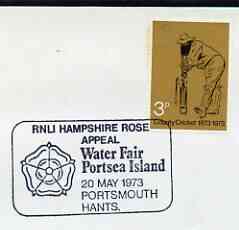 3P
County Cricket 1873-1973
RNLI HAMPSHIRE ROSE
APPEAL
Water Fair
Portsea Island
20 MAY 1973
PORTSMOUTH
HANTS.